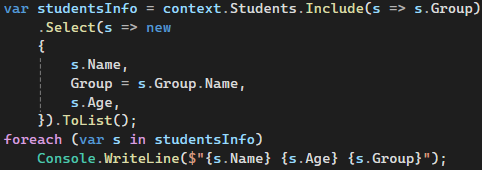 var studentsInfo = context.Students.Include(s => s.Group)
    .Select(s => new
    {
        s.Name,
        Group = s.Group.Name,
        s.Age,
    }).ToList();
foreach (var s in studentsInfo)
    Console.WriteLine($"{s.Name} {s.Age} {s.Group}");